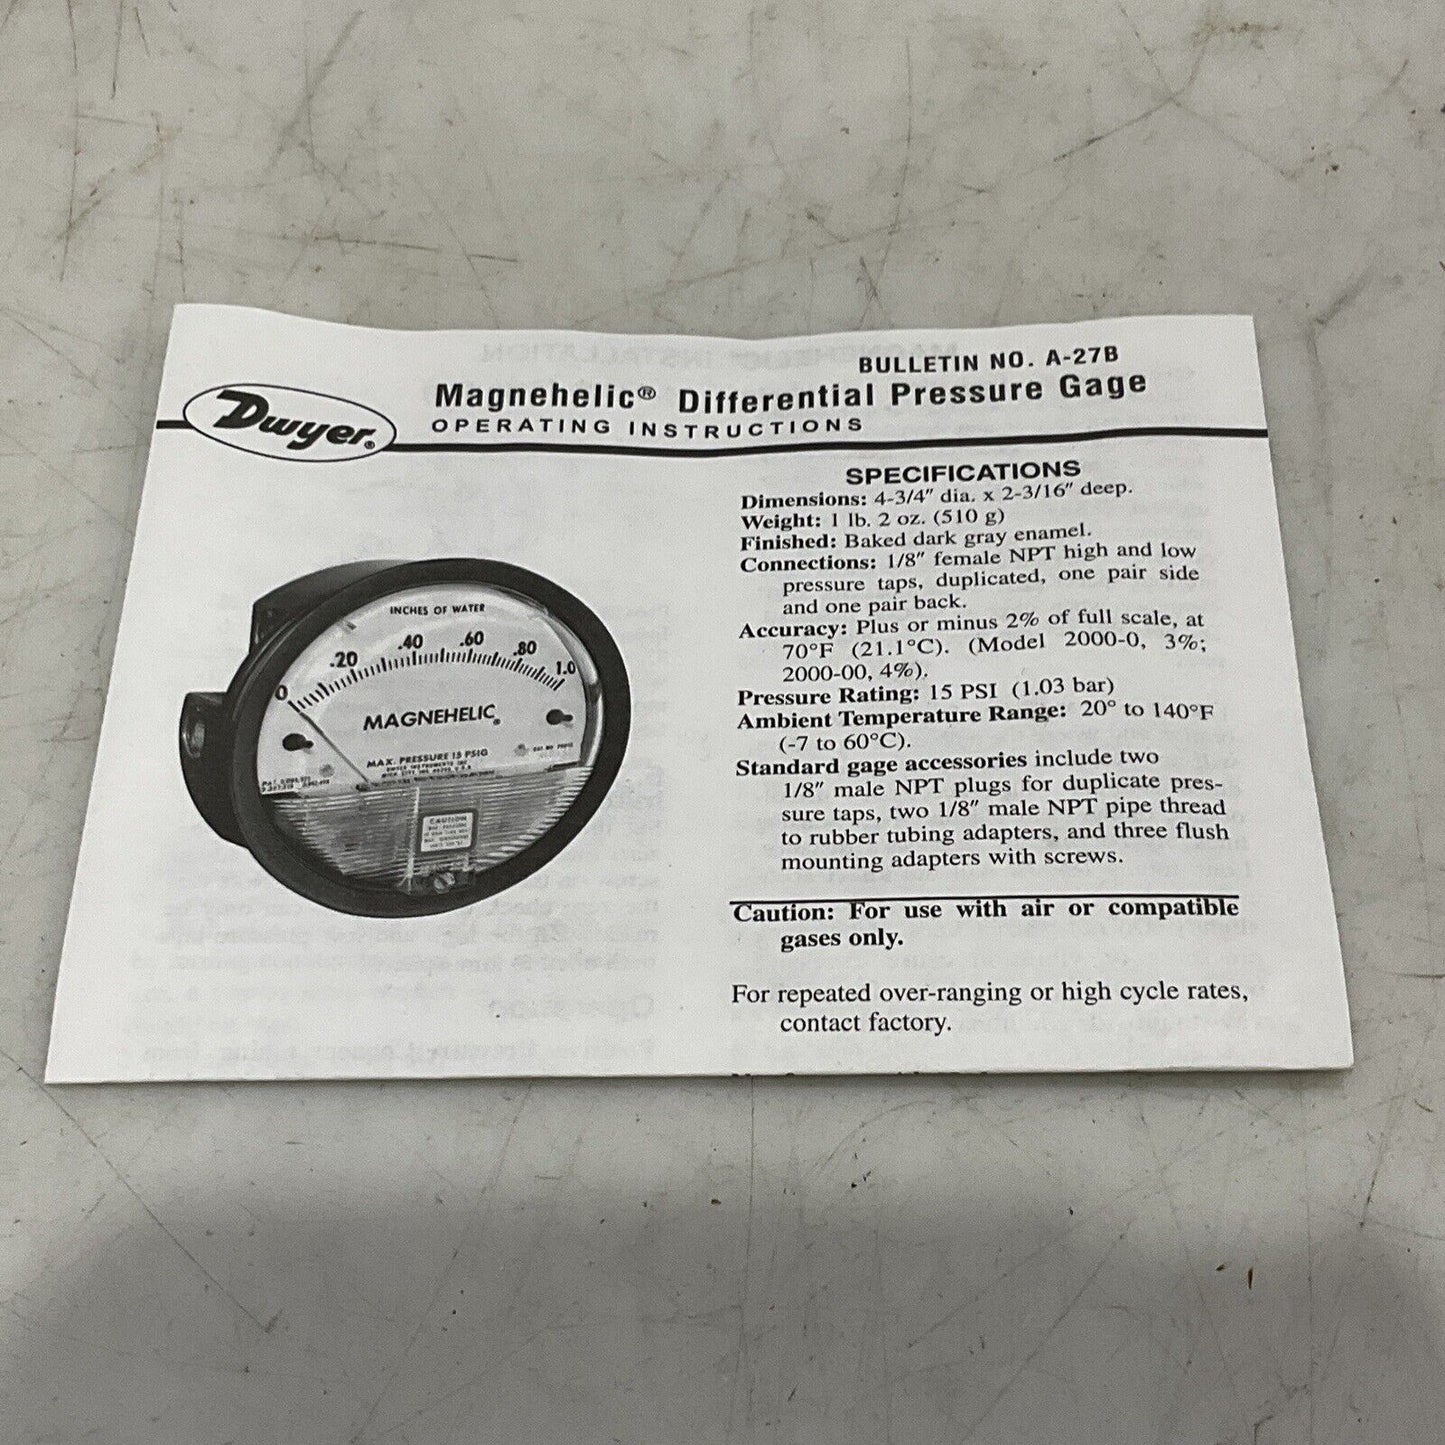 BULLETIN NO. A-27B
Dwyer®
Magnehelic® Differential Pressure Gage
OPERATING INSTRUCTIONS
INCHES OF WATER
0 .20 .40 .60 .80 1.0
MAGNEHELIC®
MAX. PRESSURE 15 PSIG
CAUTION
SPECIFICATIONS
Dimensions: 4-3/4" dia. x 2-3/16" deep.
Weight: 1 lb. 2 oz. (510 g)
Finished: Baked dark gray enamel.
Connections: 1/8" female NPT high and low
pressure taps, duplicated, one pair side
and one pair back.
Accuracy: Plus or minus 2% of full scale, at
70°F (21.1°C). (Model 2000-0, 3%;
2000-00, 4%).
Pressure Rating: 15 PSI (1.03 bar)
Ambient Temperature Range: 20° to 140°F
(-7 to 60°C).
Standard gage accessories include two
1/8" male NPT plugs for duplicate pres-
sure taps, two 1/8" male NPT pipe thread
to rubber tubing adapters, and three flush
mounting adapters with screws.
Caution: For use with air or compatible
gases only.
For repeated over-ranging or high cycle rates,
contact factory.